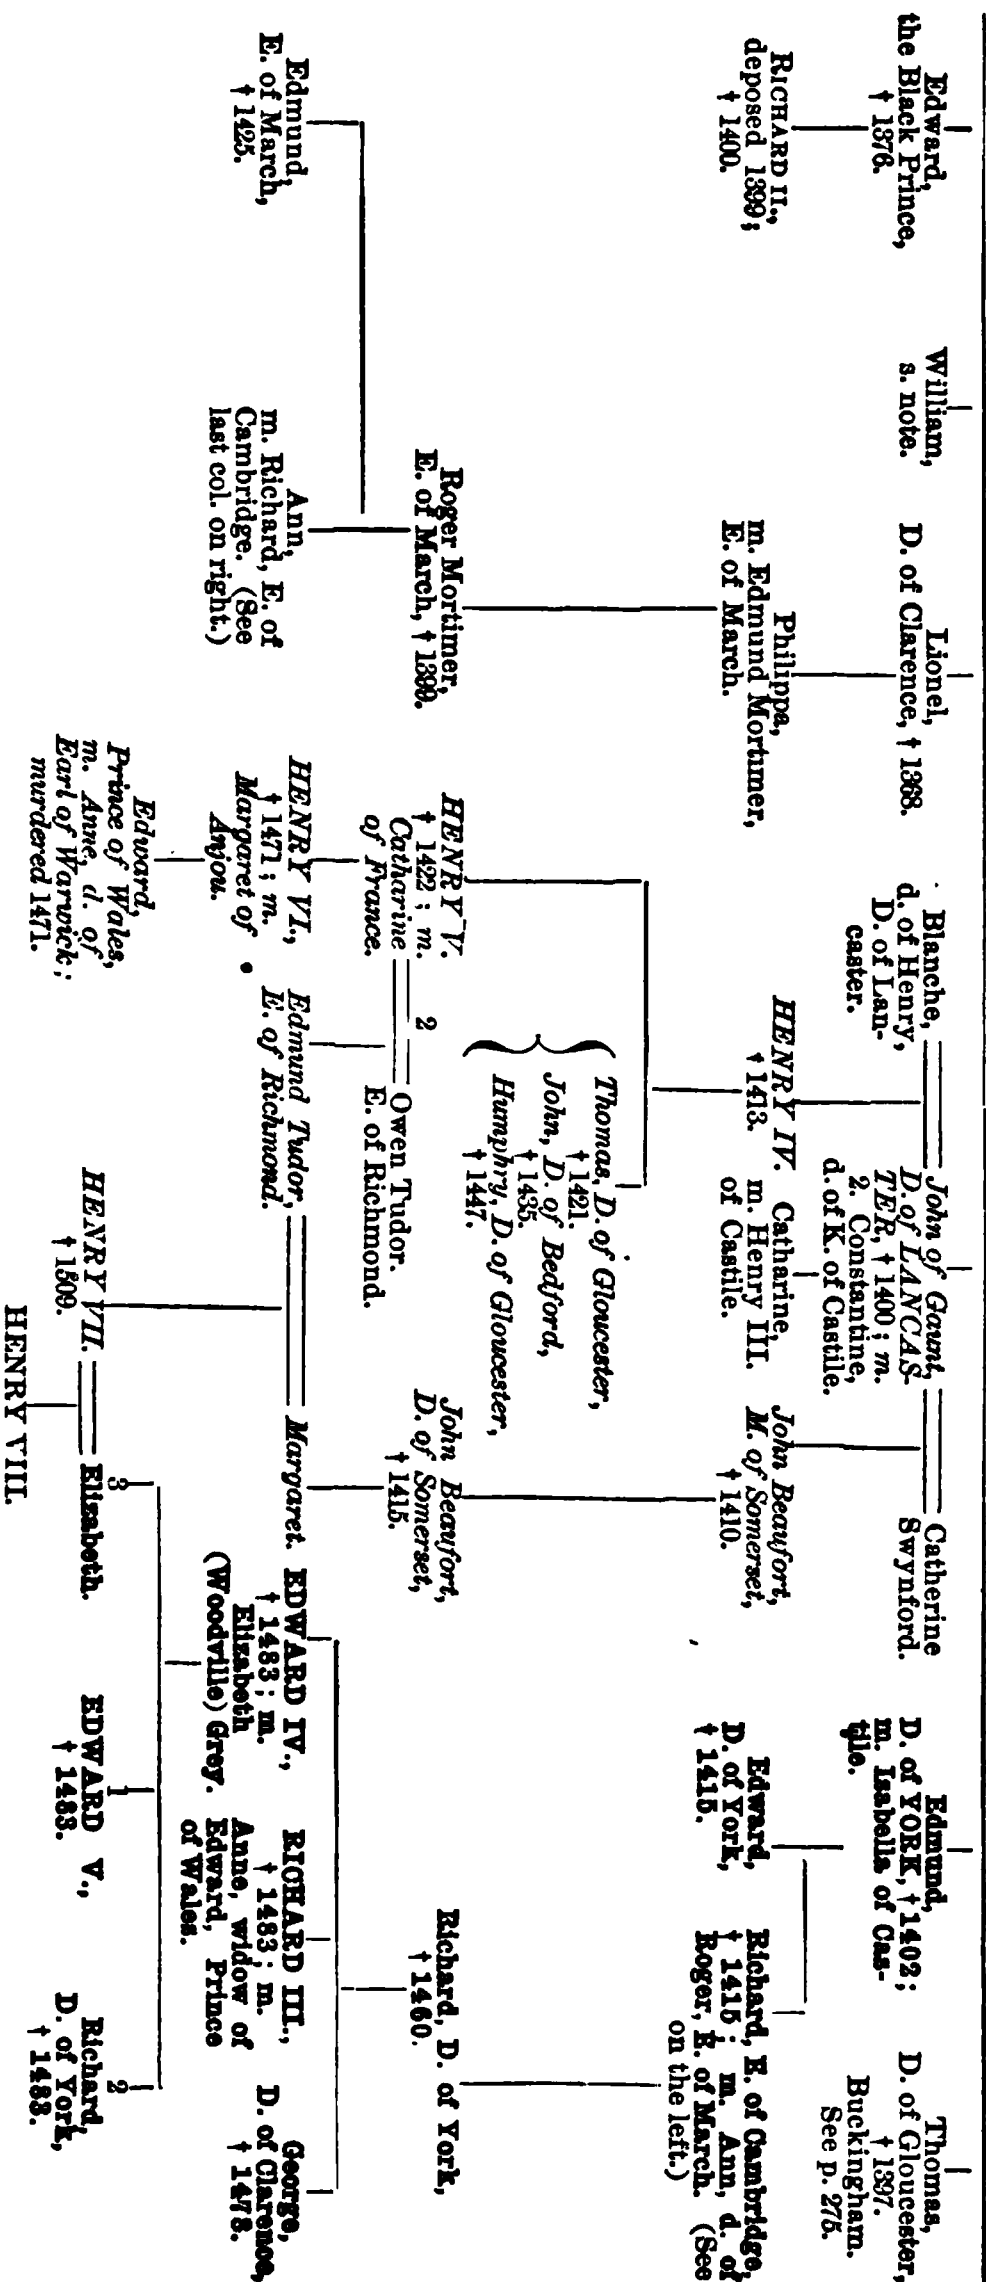 Edward,
the Black Prince,
† 1376.
William,
s. note.
Lionel,
D. of Clarence, † 1368.
Blanche,
d. of Henry,
D. of Lan-
caster.
John of Gaunt,
D. of LANCAS-
TER, † 1400; m.
2. Constantine,
d. of K. of Castile.
Catherine
Swynford.
Edmund,
D. of YORK, † 1402;
m. Isabella of Cas-
tile.
Thomas,
D. of Gloucester,
† 1397.
Buckingham.
See p. 275.
RICHARD II.,
deposed 1399;
† 1400.
Philippa,
m. Edmund Mortimer,
E. of March.
HENRY IV.
† 1413.
Catharine,
m. Henry III.
of Castile.
John Beaufort,
M. of Somerset,
† 1410.
Edward,
D. of York,
† 1415.
Richard, E. of Cambridge,
† 1415; m. Ann, d. of
Roger, E. of March. (See
on the left.)
Thomas, D. of Gloucester,
† 1421.
John, D. of Bedford,
† 1435.
Humphry, D. of Gloucester,
† 1447.
Roger Mortimer,
E. of March, † 1399.
HENRY V.
† 1422; m.
Catharine
of France.
2
Owen Tudor.
E. of Richmond.
John Beaufort,
D. of Somerset,
† 1415.
Richard, D. of York,
† 1460.
Edmund,
E. of March,
† 1425.
Ann,
m. Richard, E. of
Cambridge. (See
last col. on right.)
HENRY VI.,
† 1471; m.
Margaret of
Anjou.
Edmund Tudor,
E. of Richmond.
Margaret.
EDWARD IV.,
† 1483; m.
Elizabeth
(Woodville) Grey.
RICHARD III.,
† 1483; m.
Anne, widow of
Edward, Prince
of Wales.
George,
D. of Clarence,
† 1478.
Edward,
Prince of Wales,
m. Anne, d. of
Earl of Warwick;
murdered 1471.
HENRY VII.
† 1509.
3
Elizabeth.
1
EDWARD V.,
† 1483.
2
Richard,
D. of York,
† 1483.
HENRY VIII.